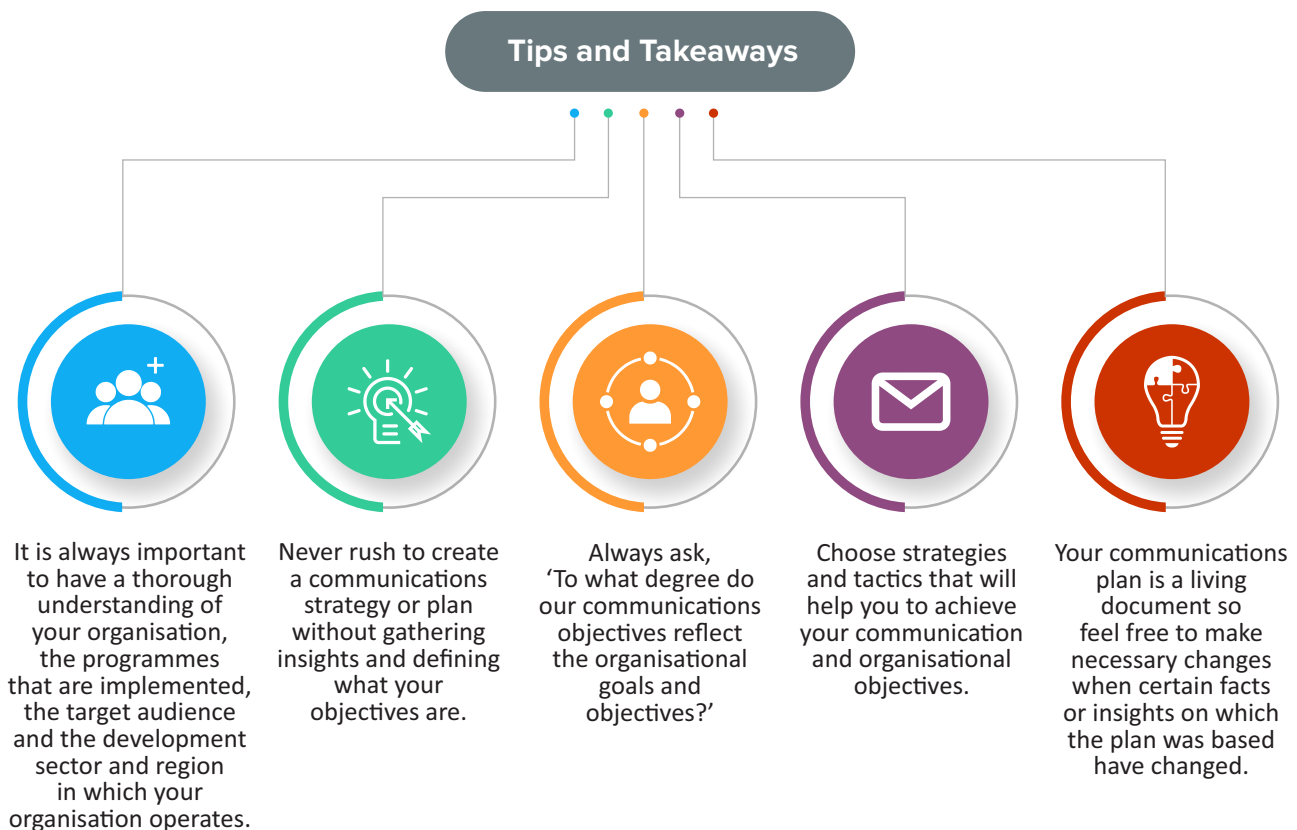 Tips and Takeaways
It is always important
to have a thorough
understanding of
your organisation,
the programmes
that are implemented,
the target audience
and the development
sector and region
in which your
organisation operates.
Never rush to create
a communications
strategy or plan
without gathering
insights and defining
what your
objectives are.
Always ask,
‘To what degree do
our communications
objectives reflect
the organisational
goals and
objectives?’
Choose strategies
and tactics that will
help you to achieve
your communication
and organisational
objectives.
Your communications
plan is a living
document so
feel free to make
necessary changes
when certain facts
or insights on which
the plan was based
have changed.